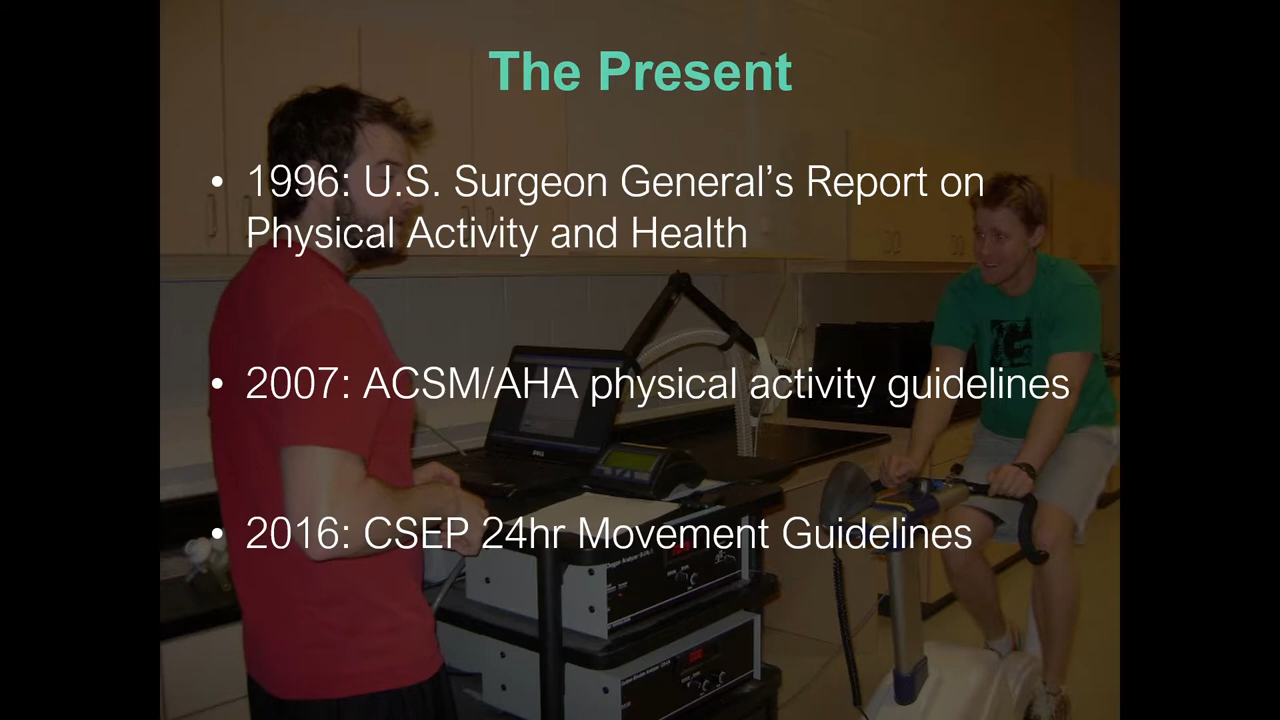 The Present
• 1996: U.S. Surgeon General’s Report on
Physical Activity and Health
• 2007: ACSM/AHA physical activity guidelines
• 2016: CSEP 24hr Movement Guidelines
DELL